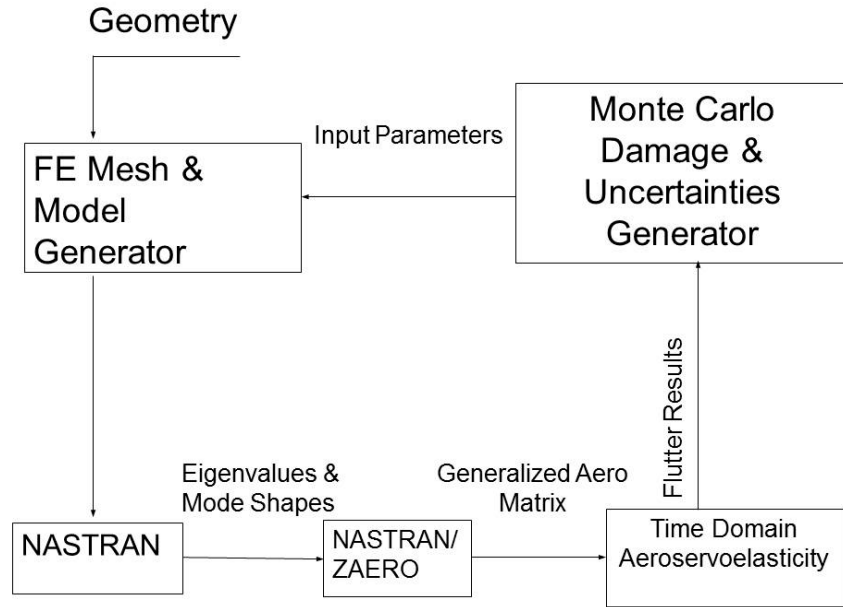 Geometry
Monte Carlo
Damage &
Uncertainties
Generator
Input Parameters
FE Mesh &
Model
Generator
Flutter Results
Eigenvalues &
Mode Shapes
Generalized Aero
Matrix
NASTRAN
NASTRAN/
ZAERO
Time Domain
Aeroservoelasticity